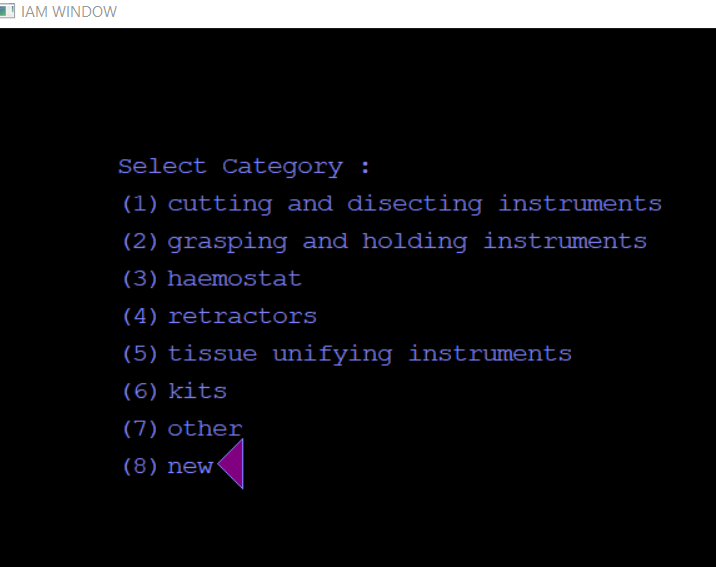 IAM WINDOW
Select Category :
(1) cutting and disecting instruments
(2) grasping and holding instruments
(3) haemostat
(4) retractors
(5) tissue unifying instruments
(6) kits
(7) other
(8) new